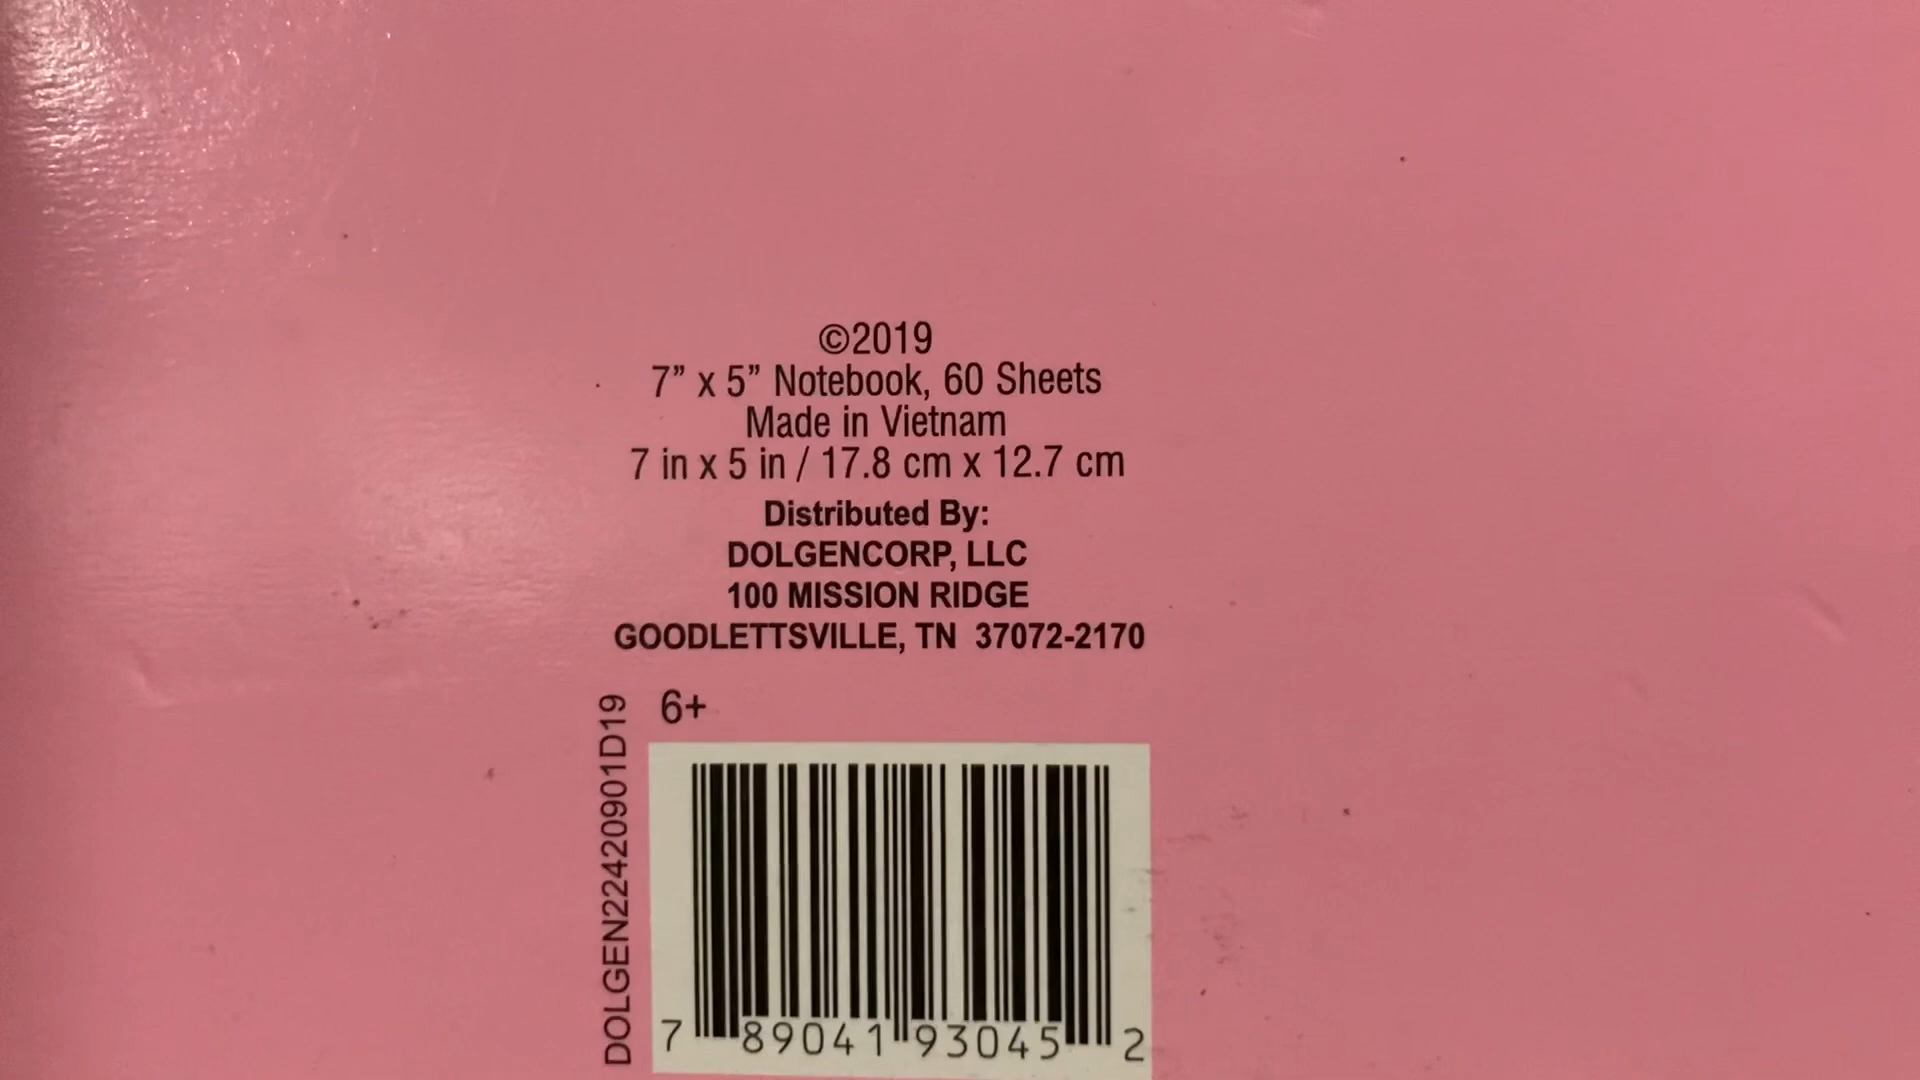 ©2019
7” x 5” Notebook, 60 Sheets
Made in Vietnam
7 in x 5 in / 17.8 cm x 12.7 cm
Distributed By:
DOLGENCORP, LLC
100 MISSION RIDGE
GOODLETTSVILLE, TN 37072-2170
6+
DOLGEN22420901D19
7 89041 93045 2